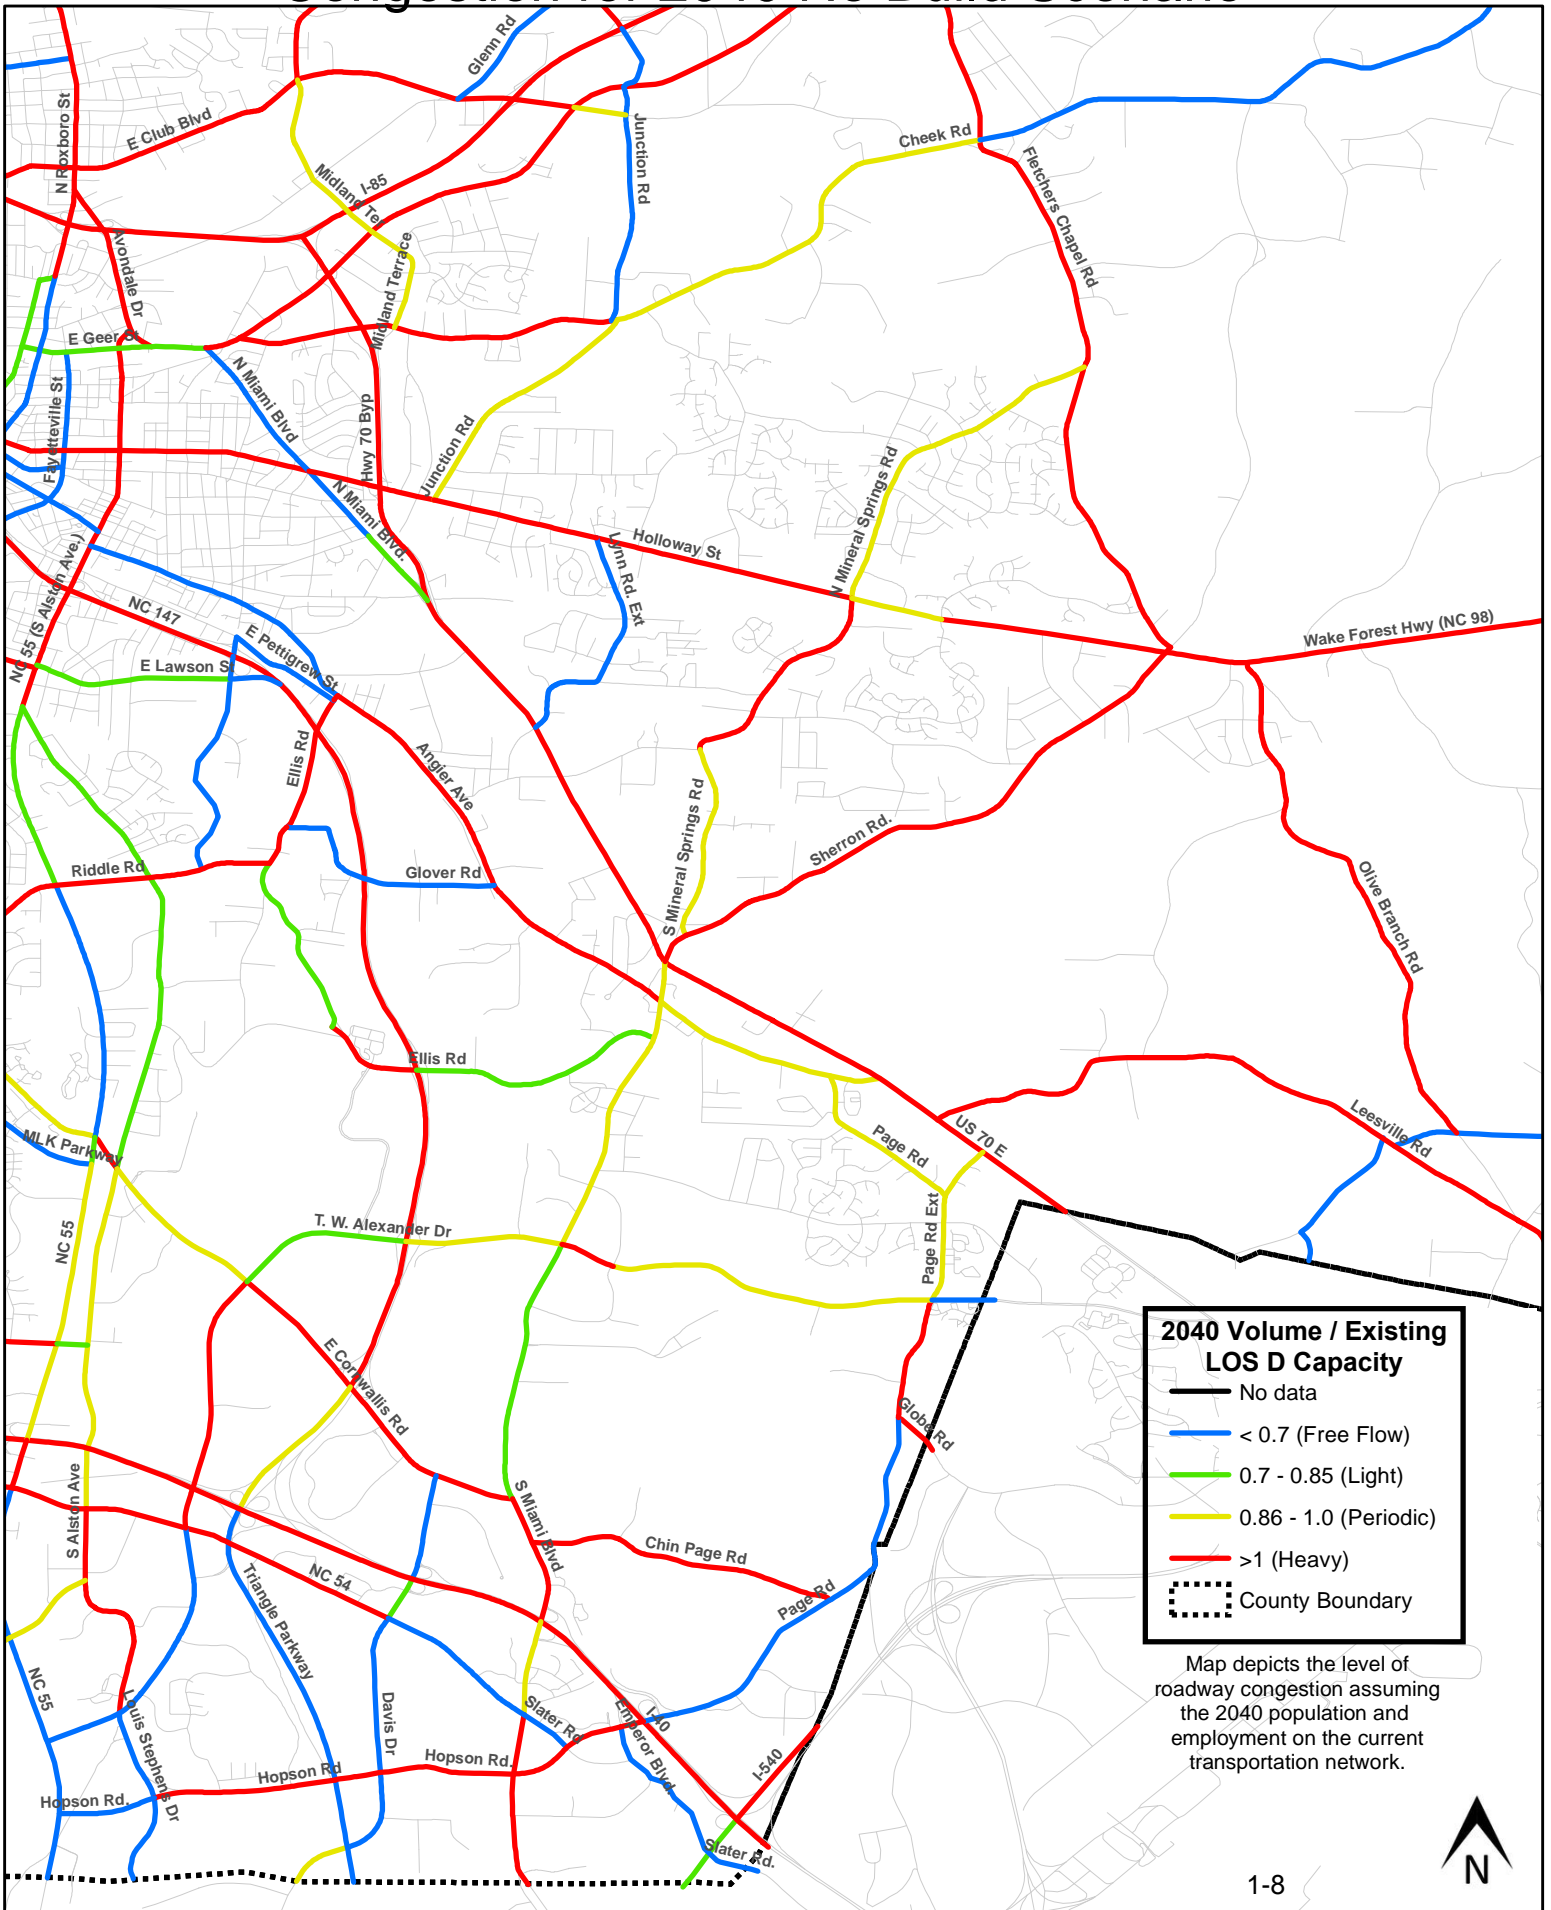 Congestion for 2040 No Build Scenario
Glenn Rd
N Roxboro St
E Club Blvd
Junction Rd
Cheek Rd
I-85
Midland Ter
Fletchers Chapel Rd
Avondale Dr
Midland Terrace
E Geer St
N Miami Blvd
Fayetteville St
Hwy 70 Byp
Junction Rd
N Mineral Springs Rd
N Miami Blvd.
Holloway St
Lynn Rd. Ext
NC 55 (S Alston Ave.)
NC 147
E Pettigrew St
Wake Forest Hwy (NC 98)
E Lawson St
Ellis Rd
Angier Ave
S Mineral Springs Rd
Sherron Rd.
Riddle Rd
Glover Rd
Olive Branch Rd
Ellis Rd
MLK Parkway
Page Rd
US 70 E
Leesville Rd
NC 55
T. W. Alexander Dr
Page Rd Ext
E Cornwallis Rd
Globe Rd
2040 Volume / Existing
LOS D Capacity
No data
< 0.7 (Free Flow)
0.7 - 0.85 (Light)
0.86 - 1.0 (Periodic)
>1 (Heavy)
County Boundary
S Alston Ave
S Miami Blvd
Chin Page Rd
NC 54
Page Rd
Triangle Parkway
Map depicts the level of
roadway congestion assuming
the 2040 population and
employment on the current
transportation network.
NC 55
Louis Stephens Dr
Davis Dr
Slater Rd
Emperor Blvd.
I-40
I-540
Hopson Rd
Hopson Rd.
Hopson Rd.
Slater Rd.
1-8
N